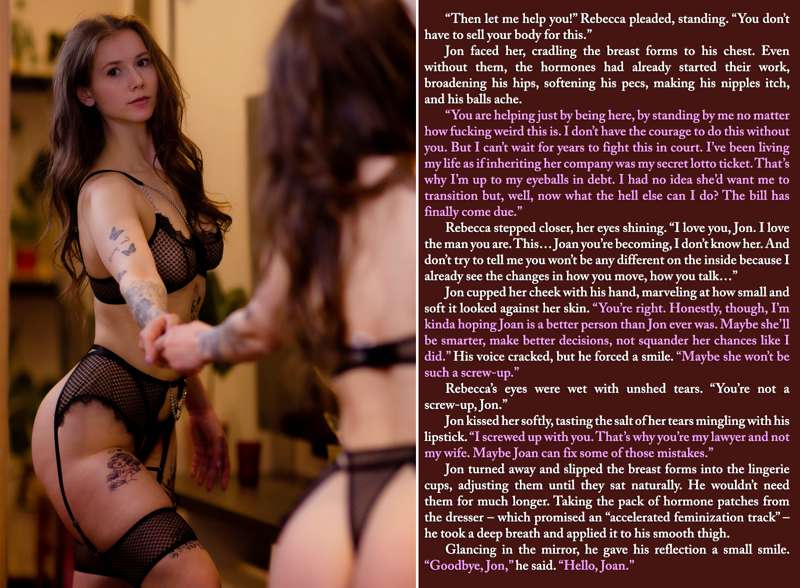 “Then let me help you!” Rebecca pleaded, standing. “You don’t
have to sell your body for this.”
Jon faced her, cradling the breast forms to his chest. Even
without them, the hormones had already started their work,
broadening his hips, softening his pecs, making his nipples itch,
and his balls ache.
“You are helping just by being here, by standing by me no matter
how fucking weird this is. I don’t have the courage to do this without
you. But I can’t wait for years to fight this in court. I’ve been living
my life as if inheriting her company was my secret lotto ticket. That’s
why I’m up to my eyeballs in debt. I had no idea she’d want me to
transition but, well, now what the hell else can I do? The bill has
finally come due.”
Rebecca stepped closer, her eyes shining. “I love you, Jon. I love
the man you are. This… Joan you’re becoming, I don’t know her. And
don’t try to tell me you won’t be any different on the inside because I
already see the changes in how you move, how you talk…”
Jon cupped her cheek with his hand, marveling at how small and
soft it looked against her skin. “You’re right. Honestly, though, I’m
kinda hoping Joan is a better person than Jon ever was. Maybe she’ll
be smarter, make better decisions, not squander her chances like I
did.” His voice cracked, but he forced a smile. “Maybe she won’t be
such a screw-up.”
Rebecca’s eyes were wet with unshed tears. “You’re not a
screw-up, Jon.”
Jon kissed her softly, tasting the salt of her tears mingling with his
lipstick. “I screwed up with you. That’s why you’re my lawyer and not
my wife. Maybe Joan can fix some of those mistakes.”
Jon turned away and slipped the breast forms into the lingerie
cups, adjusting them until they sat naturally. He wouldn’t need
them for much longer. Taking the pack of hormone patches from
the dresser – which promised an “accelerated feminization track” –
he took a deep breath and applied it to his smooth thigh.
Glancing in the mirror, he gave his reflection a small smile.
“Goodbye, Jon,” he said. “Hello, Joan."